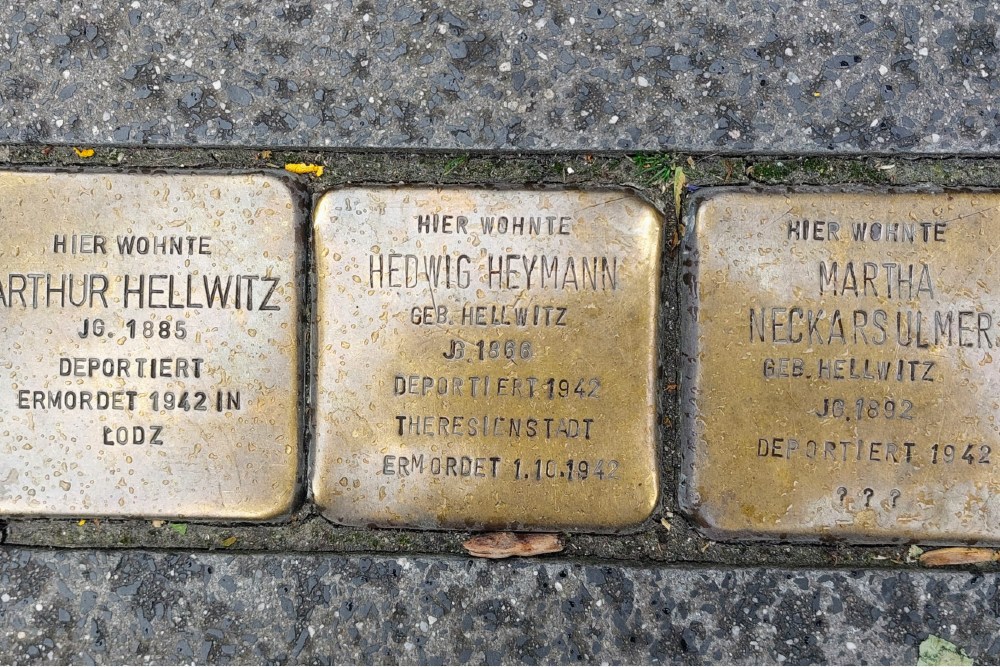 HIER WOHNTE
ARTHUR HELLWITZ
JG. 1885
DEPORTIERT
ERMORDET 1942 IN
ŁODZ
HIER WOHNTE
HEDWIG HEYMANN
GEB. HELLWITZ
JG. 1866
DEPORTIERT 1942
THERESIENSTADT
ERMORDET 1.10.1942
HIER WOHNTE
MARTHA
NECKARSULMER
GEB. HELLWITZ
JG. 1892
DEPORTIERT 1942
? ? ?